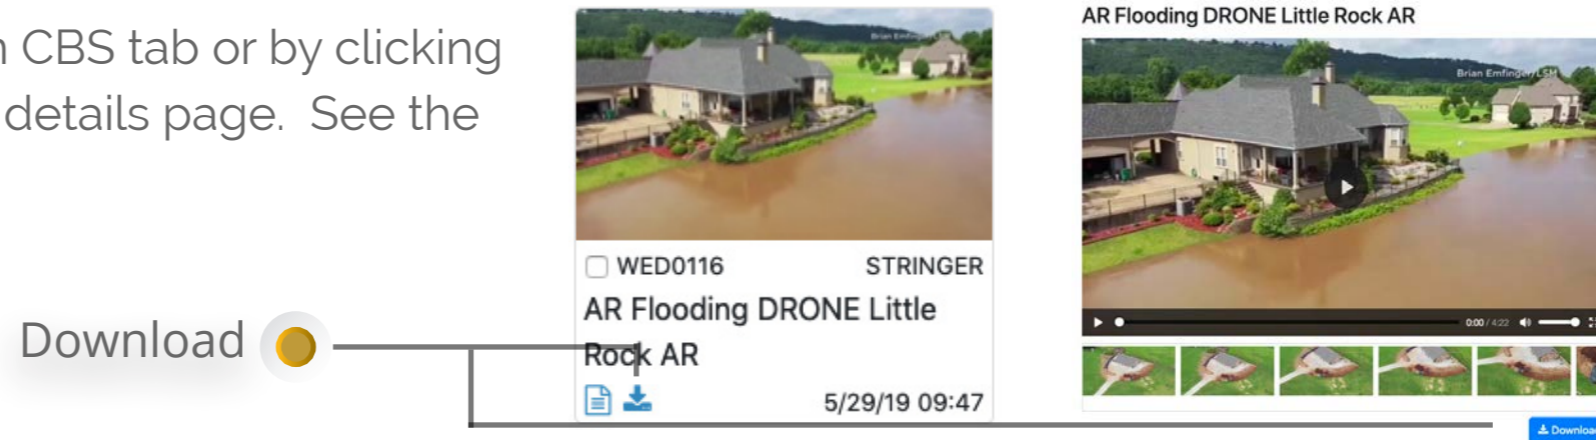 CBS tab or by clicking
details page. See the
Download
WED0116 STRINGER
AR Flooding DRONE Little
Rock AR
5/29/19 09:47
AR Flooding DRONE Little Rock AR
Brian Emfinger/LSM
0:00 / 4:22